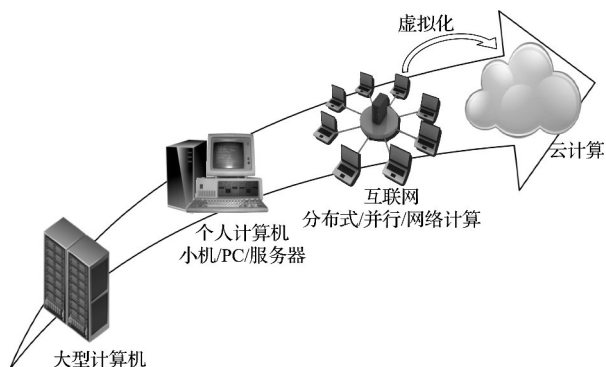 虚拟化
云计算
互联网
分布式/并行/网络计算
个人计算机
小机/PC/服务器
大型计算机